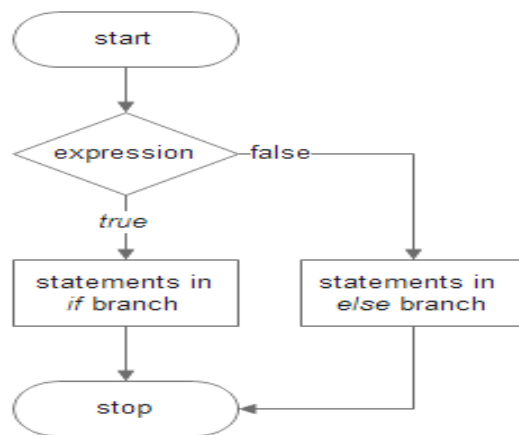 start
expression
false
true
statements in
if branch
statements in
else branch
stop